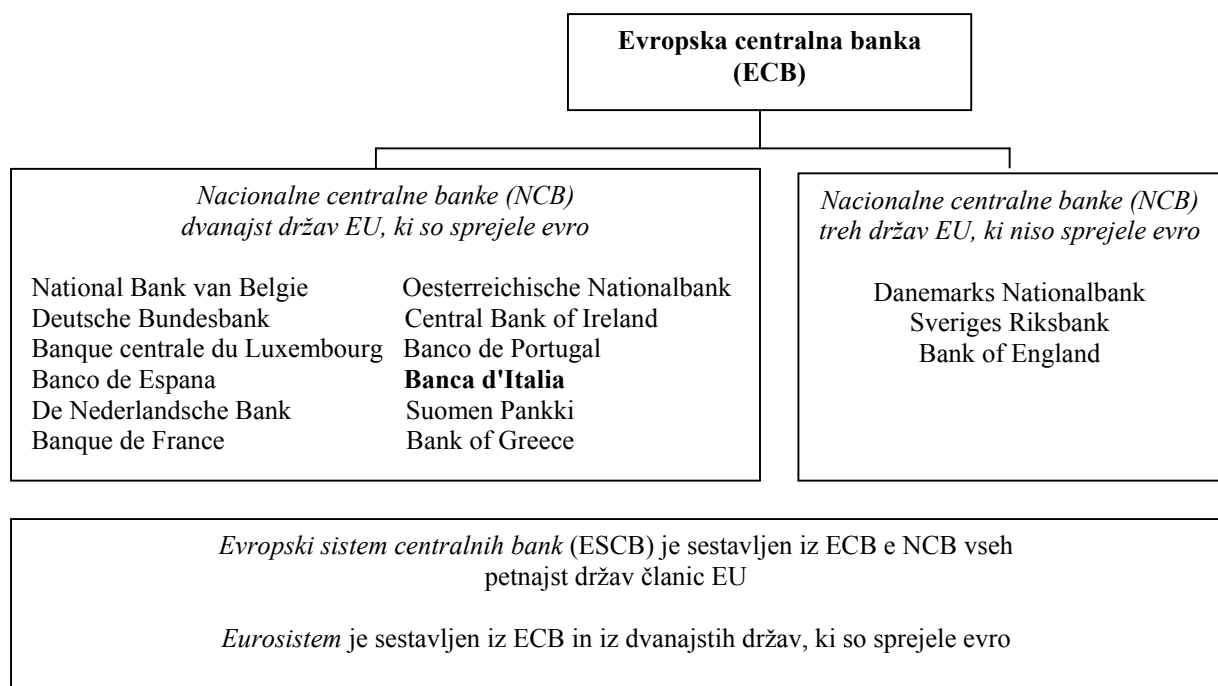 Evropska centralna banka
(ECB)
Nacionalne centralne banke (NCB)
dvanajst držav EU, ki so sprejele evro
National Bank van Belgie
Deutsche Bundesbank
Banque centrale du Luxembourg
Banco de Espana
De Nederlandsche Bank
Banque de France
Oesterreichische Nationalbank
Central Bank of Ireland
Banco de Portugal
Banca d'Italia
Suomen Pankki
Bank of Greece
Nacionalne centralne banke (NCB)
treh držav EU, ki niso sprejele evro
Danemarks Nationalbank
Sveriges Riksbank
Bank of England
Evropski sistem centralnih bank (ESCB) je sestavljen iz ECB e NCB vseh
petnajst držav članic EU
Eurosistem je sestavljen iz ECB in iz dvanajstih držav, ki so sprejele evro